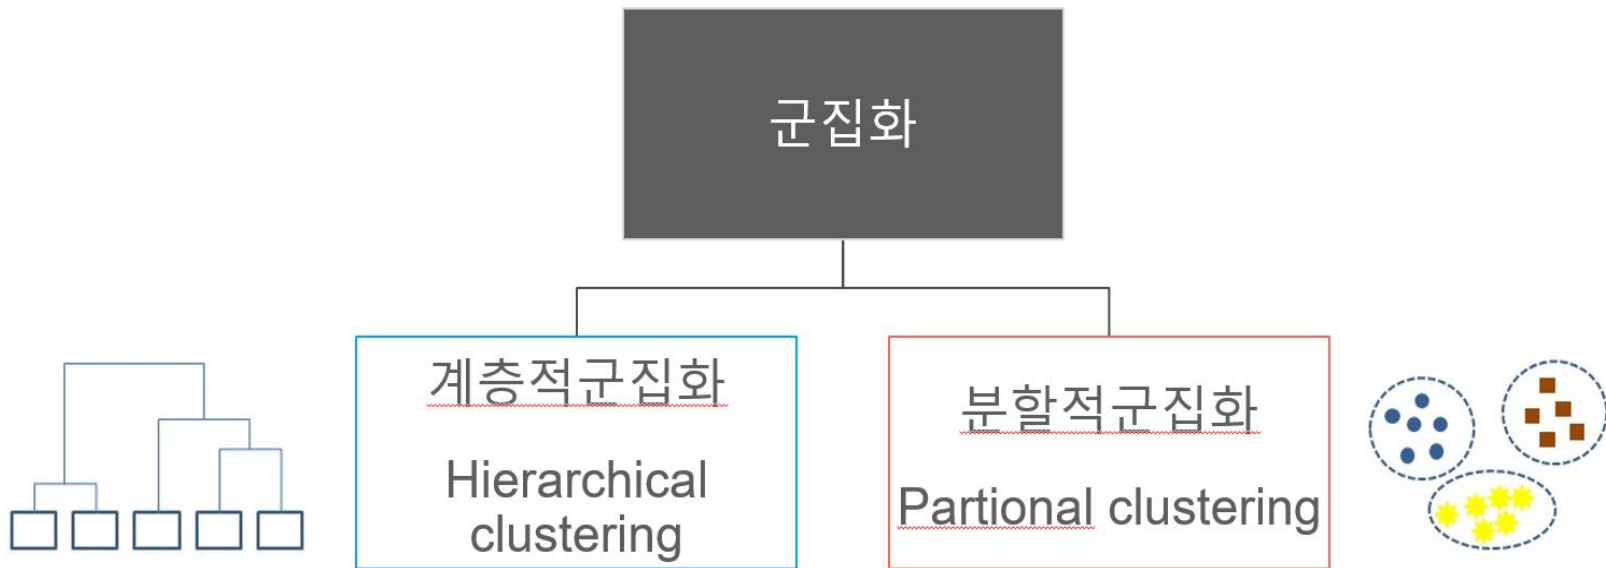 군집화
계층적군집화
Hierarchical
clustering
분할적군집화
Partional clustering